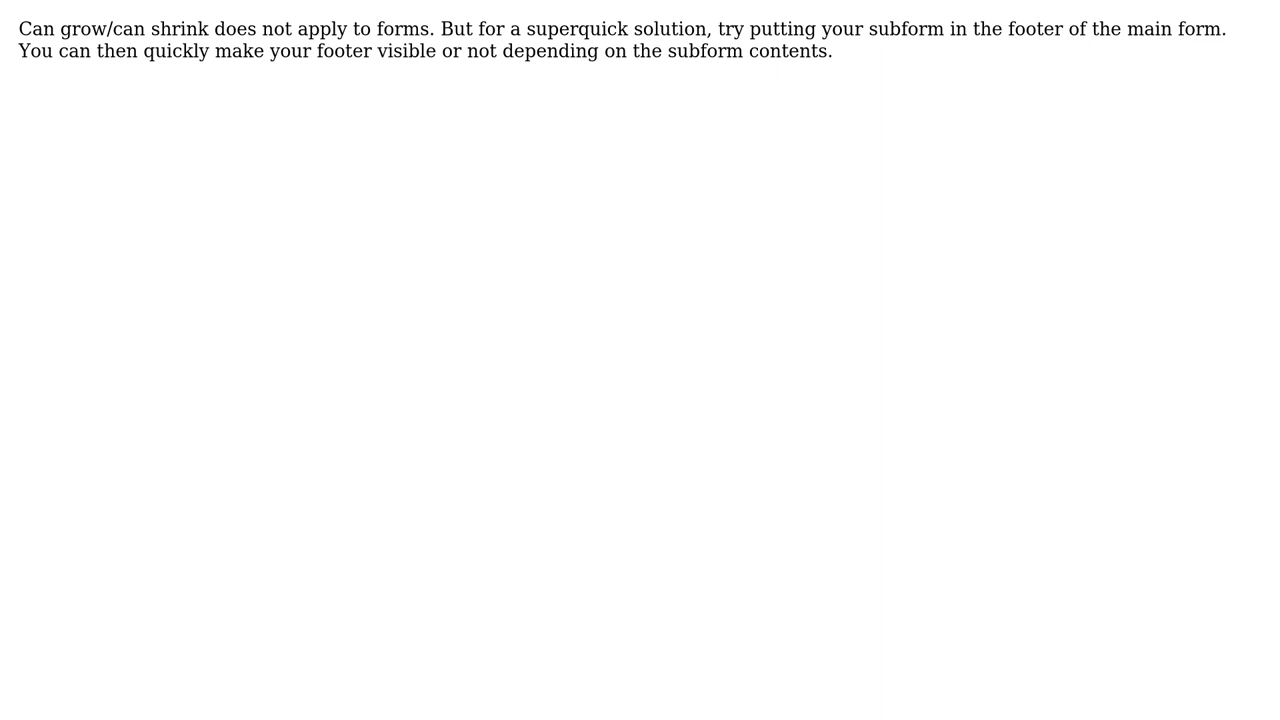 Can grow/can shrink does not apply to forms. But for a superquick solution, try putting your subform in the footer of the main form.
You can then quickly make your footer visible or not depending on the subform contents.